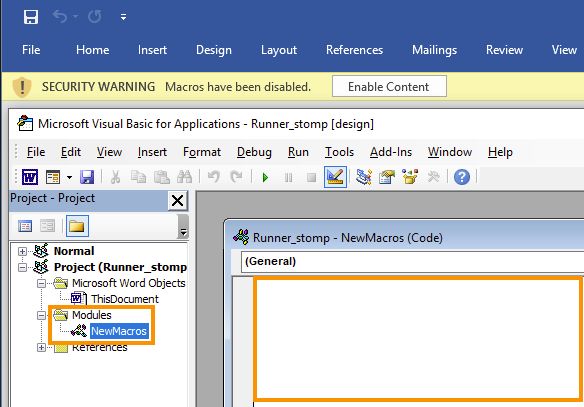 File Home Insert Design Layout References Mailings Review View
SECURITY WARNING Macros have been disabled. Enable Content
Microsoft Visual Basic for Applications - Runner_stomp [design]
File Edit View Insert Format Debug Run Tools Add-Ins Window Help
Project - Project
Normal
Project (Runner_stomp
Microsoft Word Objects
ThisDocument
Modules
NewMacros
References
Runner_stomp - NewMacros (Code)
(General)